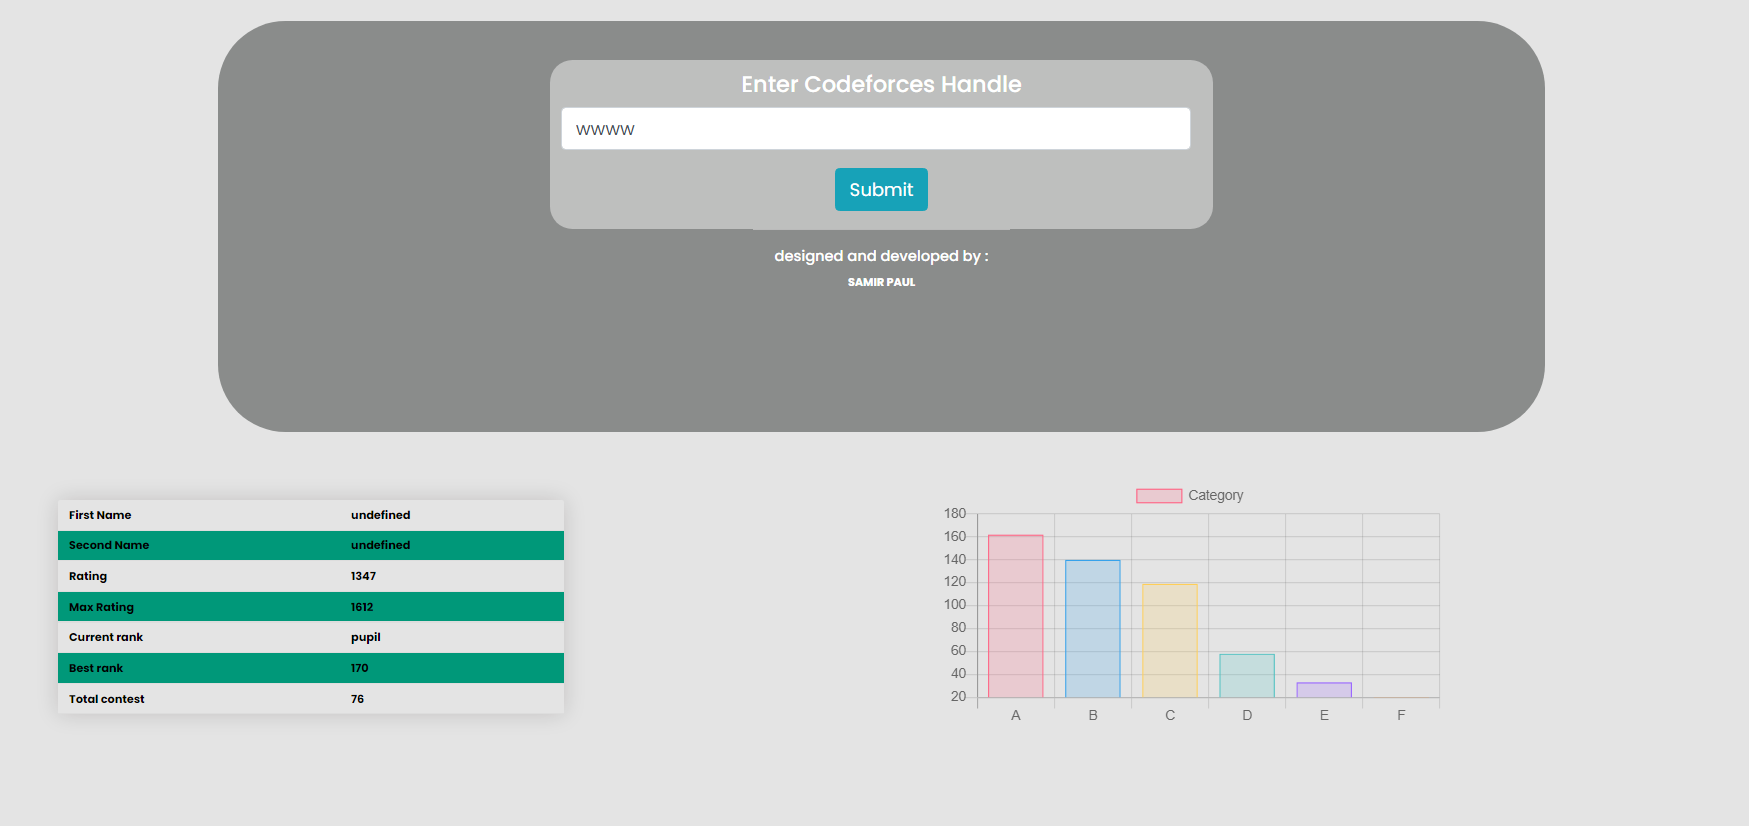 Enter Codeforces Handle
wwww
Submit
designed and developed by :
SAMIR PAUL
First Name undefined
Second Name undefined
Rating 1347
Max Rating 1612
Current rank pupil
Best rank 170
Total contest 76
Category
180
160
140
120
100
80
60
40
20
A B C D E F